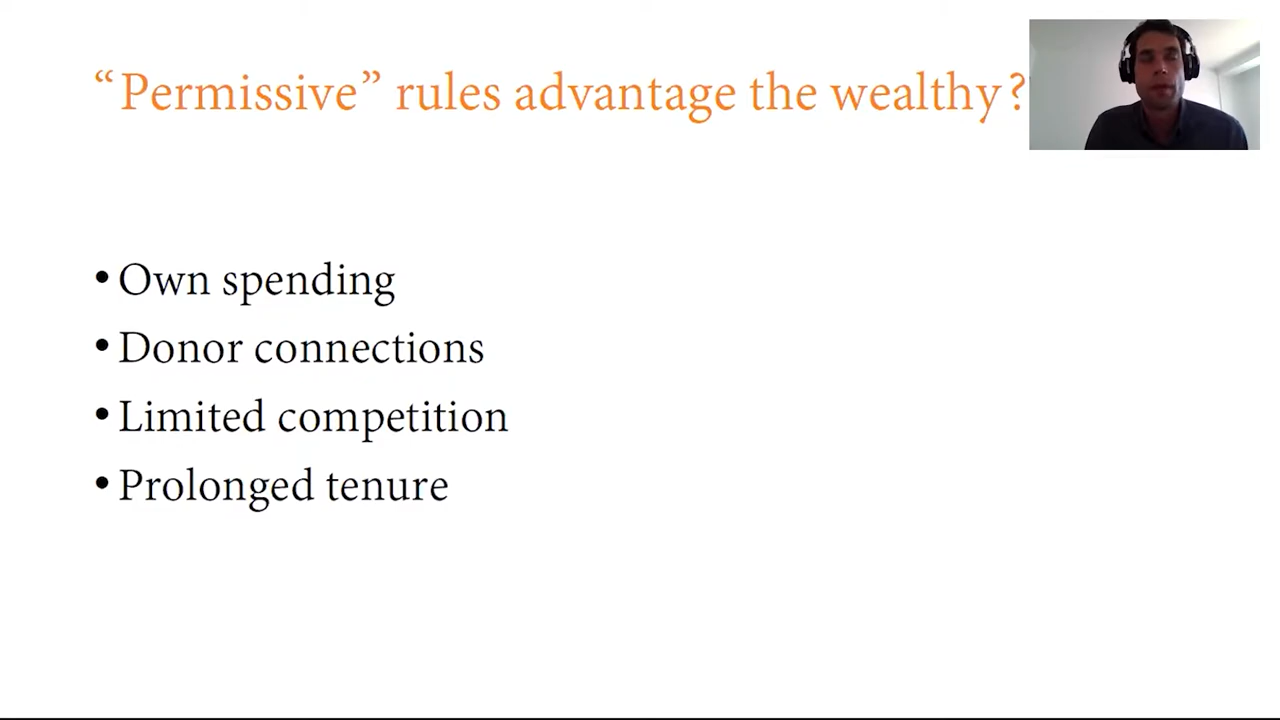 “Permissive” rules advantage the wealthy?
• Own spending
• Donor connections
• Limited competition
• Prolonged tenure